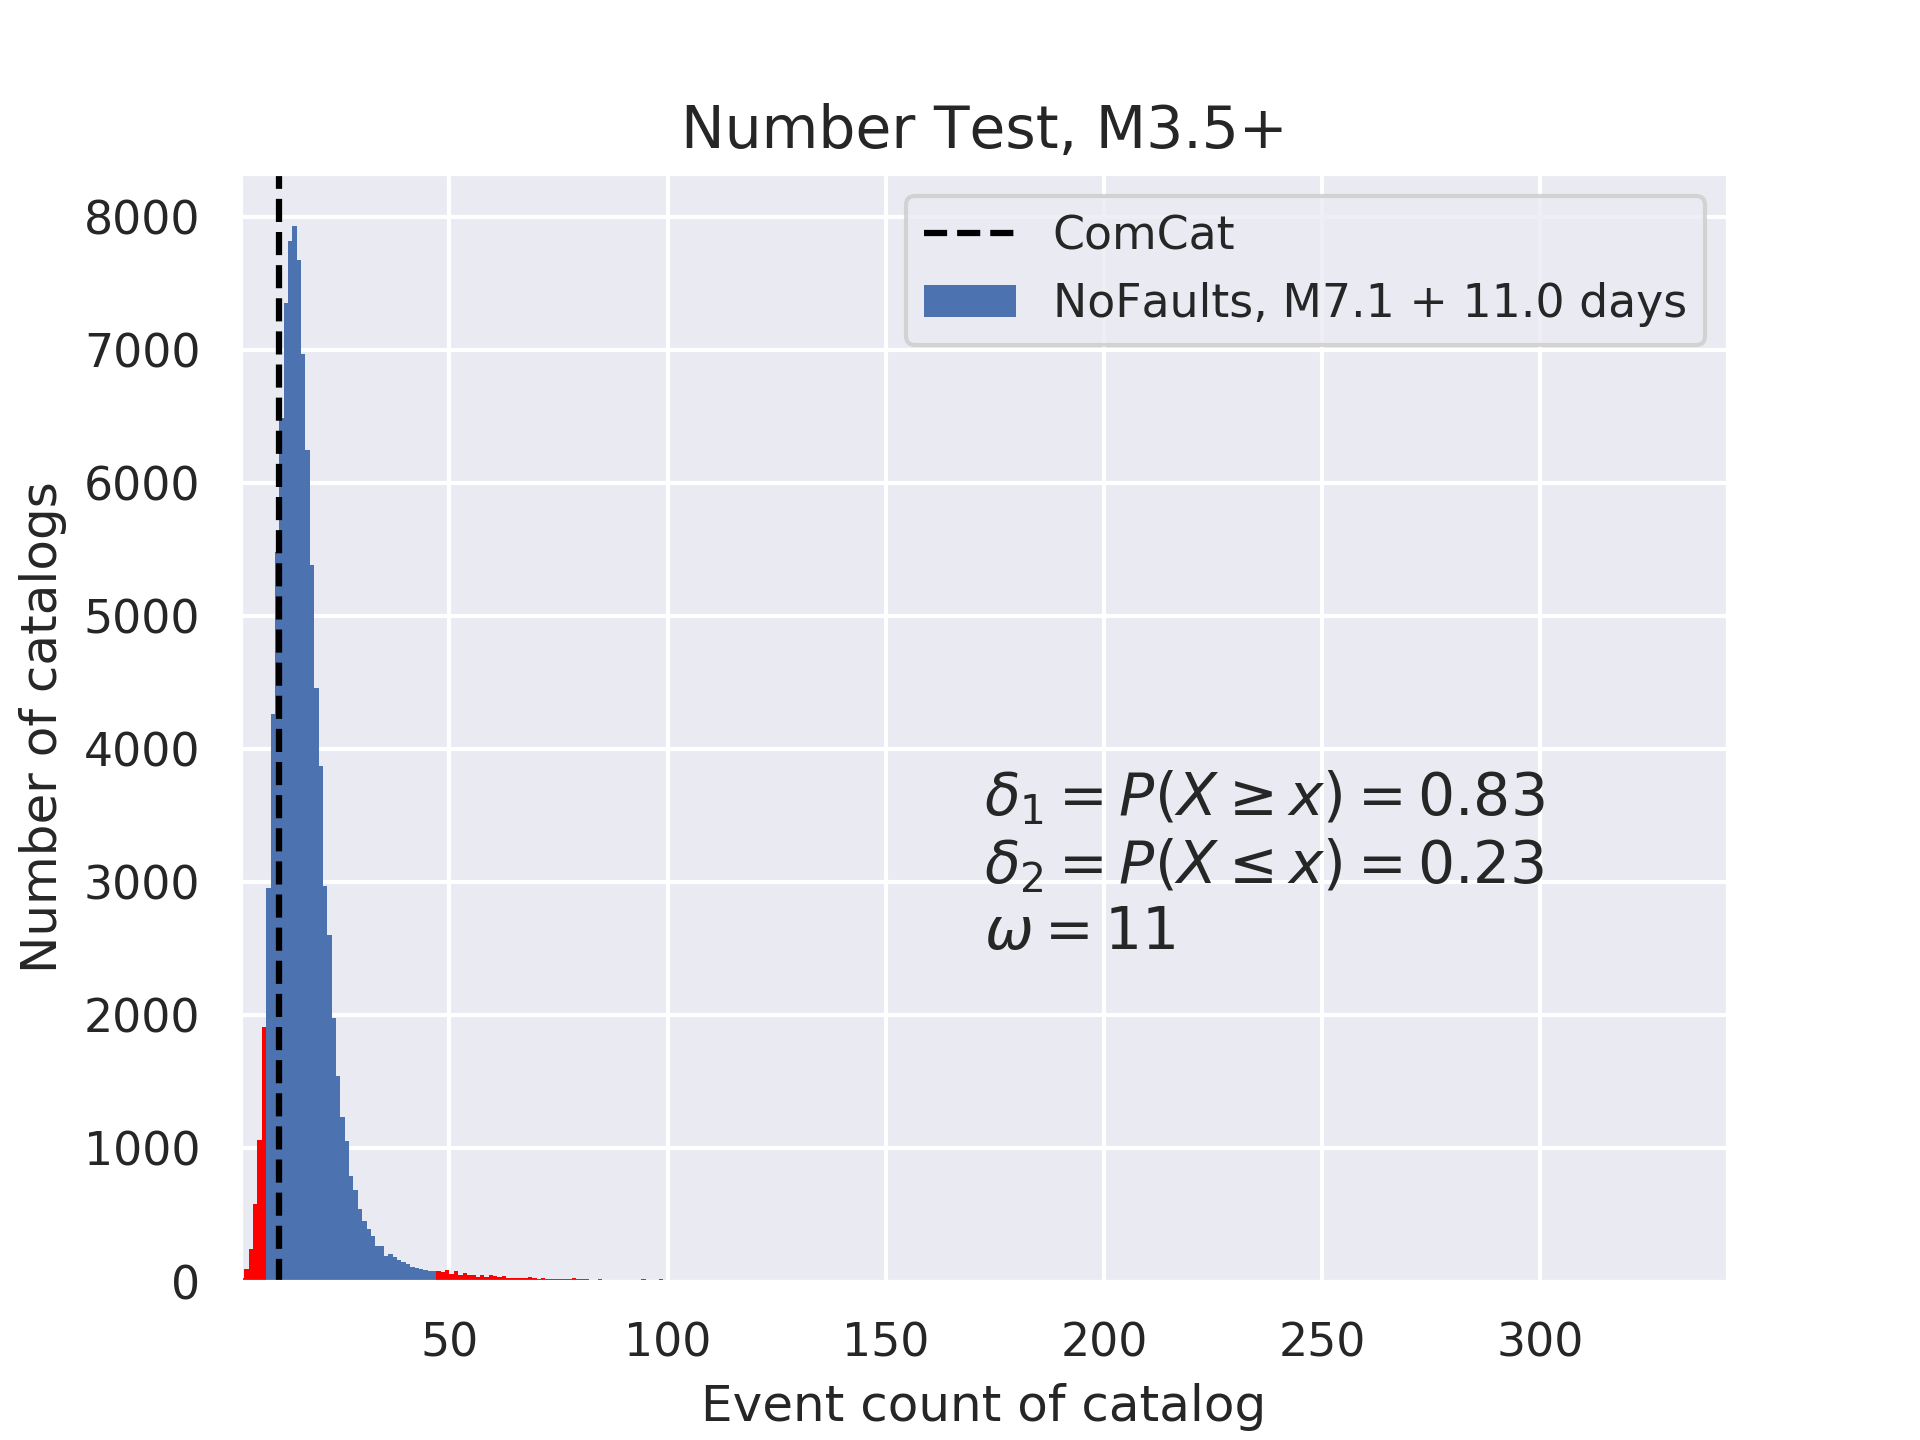 Number Test, M3.5+
ComCat
NoFaults, M7.1 + 11.0 days
8000
7000
6000
5000
4000
3000
2000
1000
0
Number of catalogs
δ₁ = P(X ≥ x) = 0.83
δ₂ = P(X ≤ x) = 0.23
ω = 11
50 100 150 200 250 300
Event count of catalog